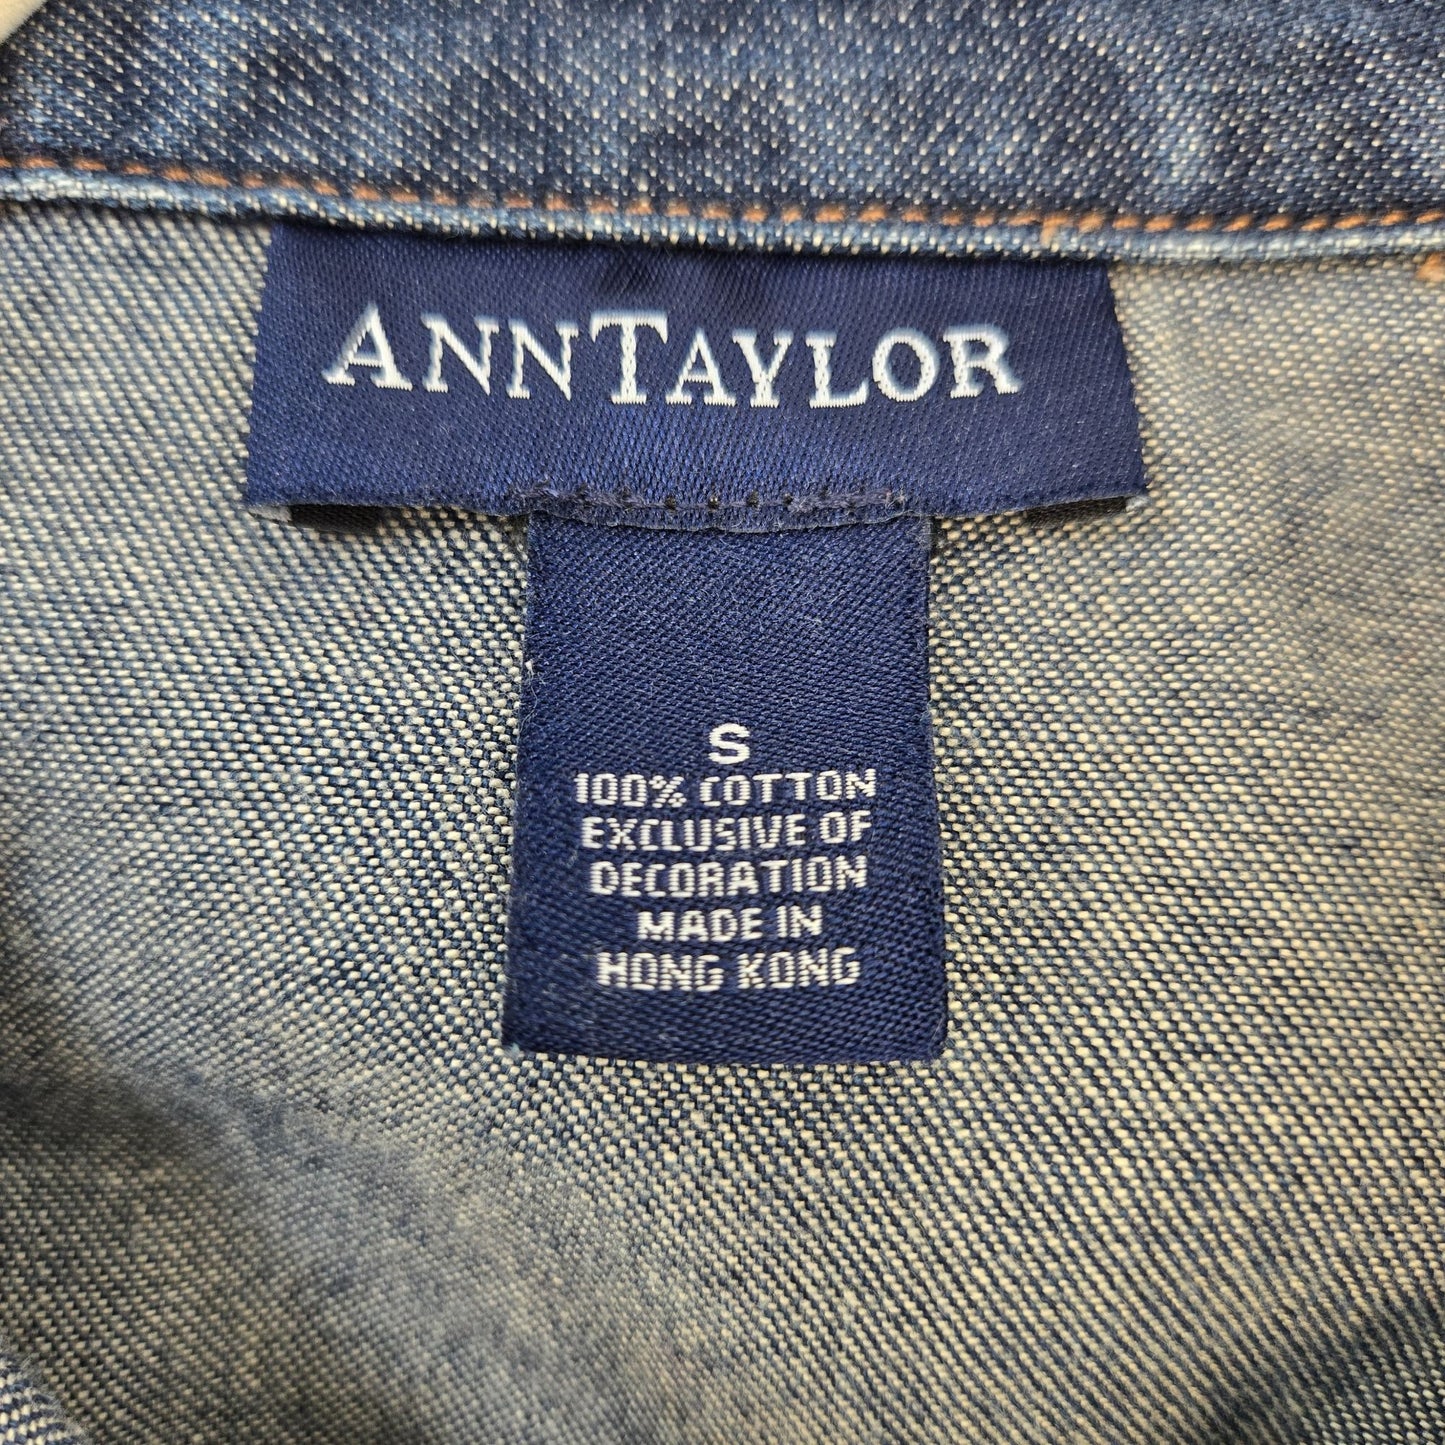 ANNTAYLOR
S
100% COTTON
EXCLUSIVE OF
DECORATION
MADE IN
HONG KONG